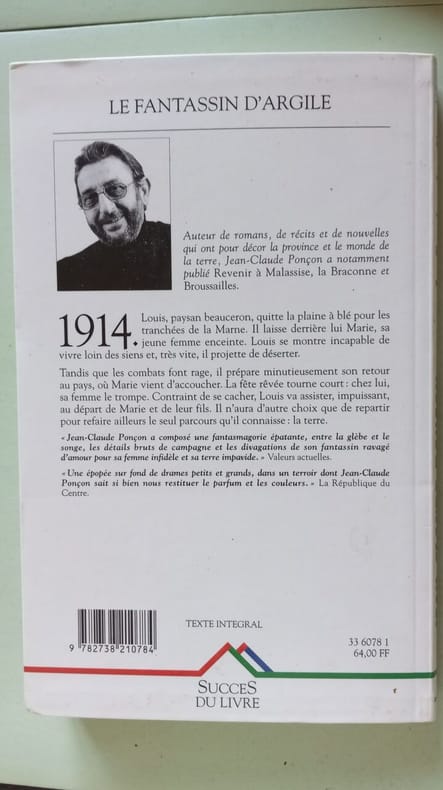 LE FANTASSIN D'ARGILE
Auteur de romans, de récits et de nouvelles
qui ont pour décor la province et le monde de
la terre, Jean-Claude Ponçon a notamment
publié Revenir à Malassise, la Braconne et
Broussailles.
1914. Louis, paysan beauceron, quitte la plaine à blé pour les
tranchées de la Marne. Il laisse derrière lui Marie, sa
jeune femme enceinte. Louis se montre incapable de
vivre loin des siens et, très vite, il projette de déserter.
Tandis que les combats font rage, il prépare minutieusement son retour
au pays, où Marie vient d'accoucher. La fête rêvée tourne court : chez lui,
sa femme le trompe. Contraint de se cacher, Louis va assister, impuissant,
au départ de Marie et de leur fils. Il n'aura d'autre choix que de repartir
pour refaire ailleurs le seul parcours qu'il connaisse : la terre.
« Jean-Claude Ponçon a composé une fantasmagorie épatante, entre la glèbe et le
songe, les détails bruts de campagne et les divagations de son fantassin ravagé
d'amour pour sa femme infidèle et sa terre impavide. » Valeurs actuelles.
« Une épopée sur fond de drames petits et grands, dans un terroir dont Jean-Claude
Ponçon sait si bien nous restituer le parfum et les couleurs. » La République du
Centre.
TEXTE INTEGRAL
9 782738 210784
33 6078 1
64,00 FF
SUCCES
DU LIVRE